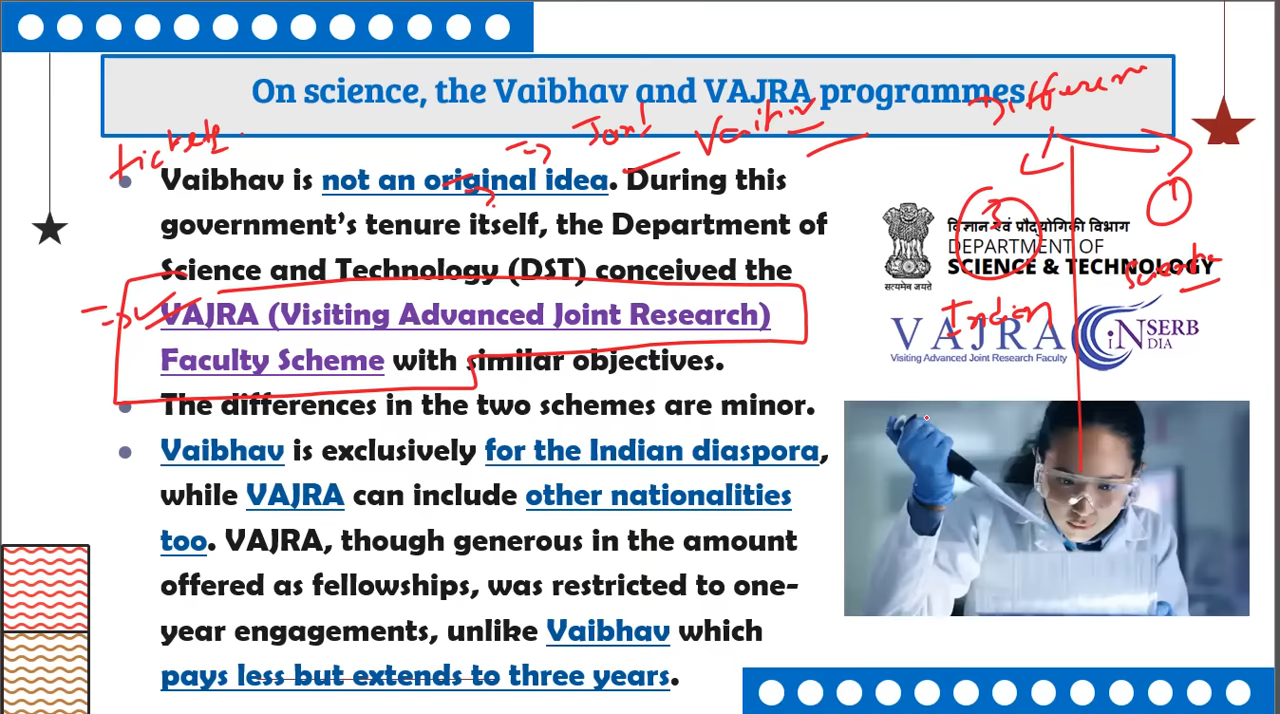 On science, the Vaibhav and VAJRA programmes
Vaibhav is not an original idea. During this
government's tenure itself, the Department of
Science and Technology (DST) conceived the
VAJRA (Visiting Advanced Joint Research)
Faculty Scheme with similar objectives.
The differences in the two schemes are minor.
Vaibhav is exclusively for the Indian diaspora,
while VAJRA can include other nationalities
too. VAJRA, though generous in the amount
offered as fellowships, was restricted to one-
year engagements, unlike Vaibhav which
pays less but extends to three years.
सत्यमेव जयते
विज्ञान एवं प्रौद्योगिकी विभाग
DEPARTMENT OF
SCIENCE & TECHNOLOGY
VAJRA
Visiting Advanced Joint Research Faculty
iNDIA
SERB
3
1
Indian